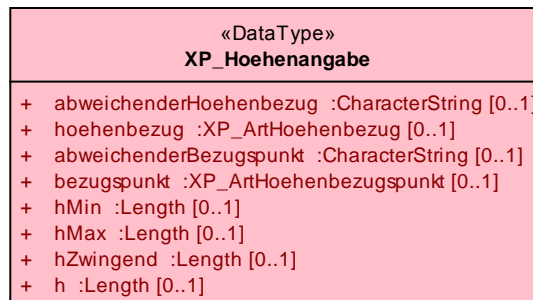 «DataType»
XP_Hoehenangabe
+ abweichenderHoehenbezug :CharacterString [0..1]
+ hoehenbezug :XP_ArtHoehenbezug [0..1]
+ abweichenderBezugspunkt :CharacterString [0..1]
+ bezugspunkt :XP_ArtHoehenbezugspunkt [0..1]
+ hMin :Length [0..1]
+ hMax :Length [0..1]
+ hZwingend :Length [0..1]
+ h :Length [0..1]